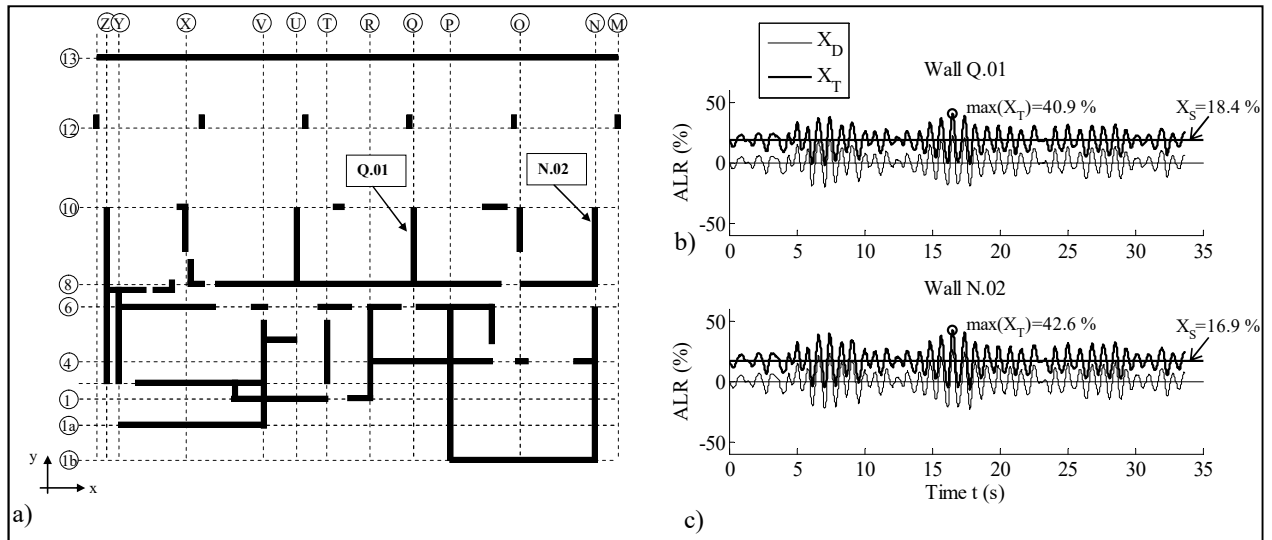 Z Y X V U T R Q P O N M
13
12
10
8
6
4
1
1a
1b
Q.01
N.02
y
x
a)
X_D
X_T
Wall Q.01
max(X_T)=40.9 %
X_S=18.4 %
ALR (%)
50
0
-50
0 5 10 15 20 25 30 35
b)
Wall N.02
max(X_T)=42.6 %
X_S=16.9 %
ALR (%)
50
0
-50
0 5 10 15 20 25 30 35
Time t (s)
c)